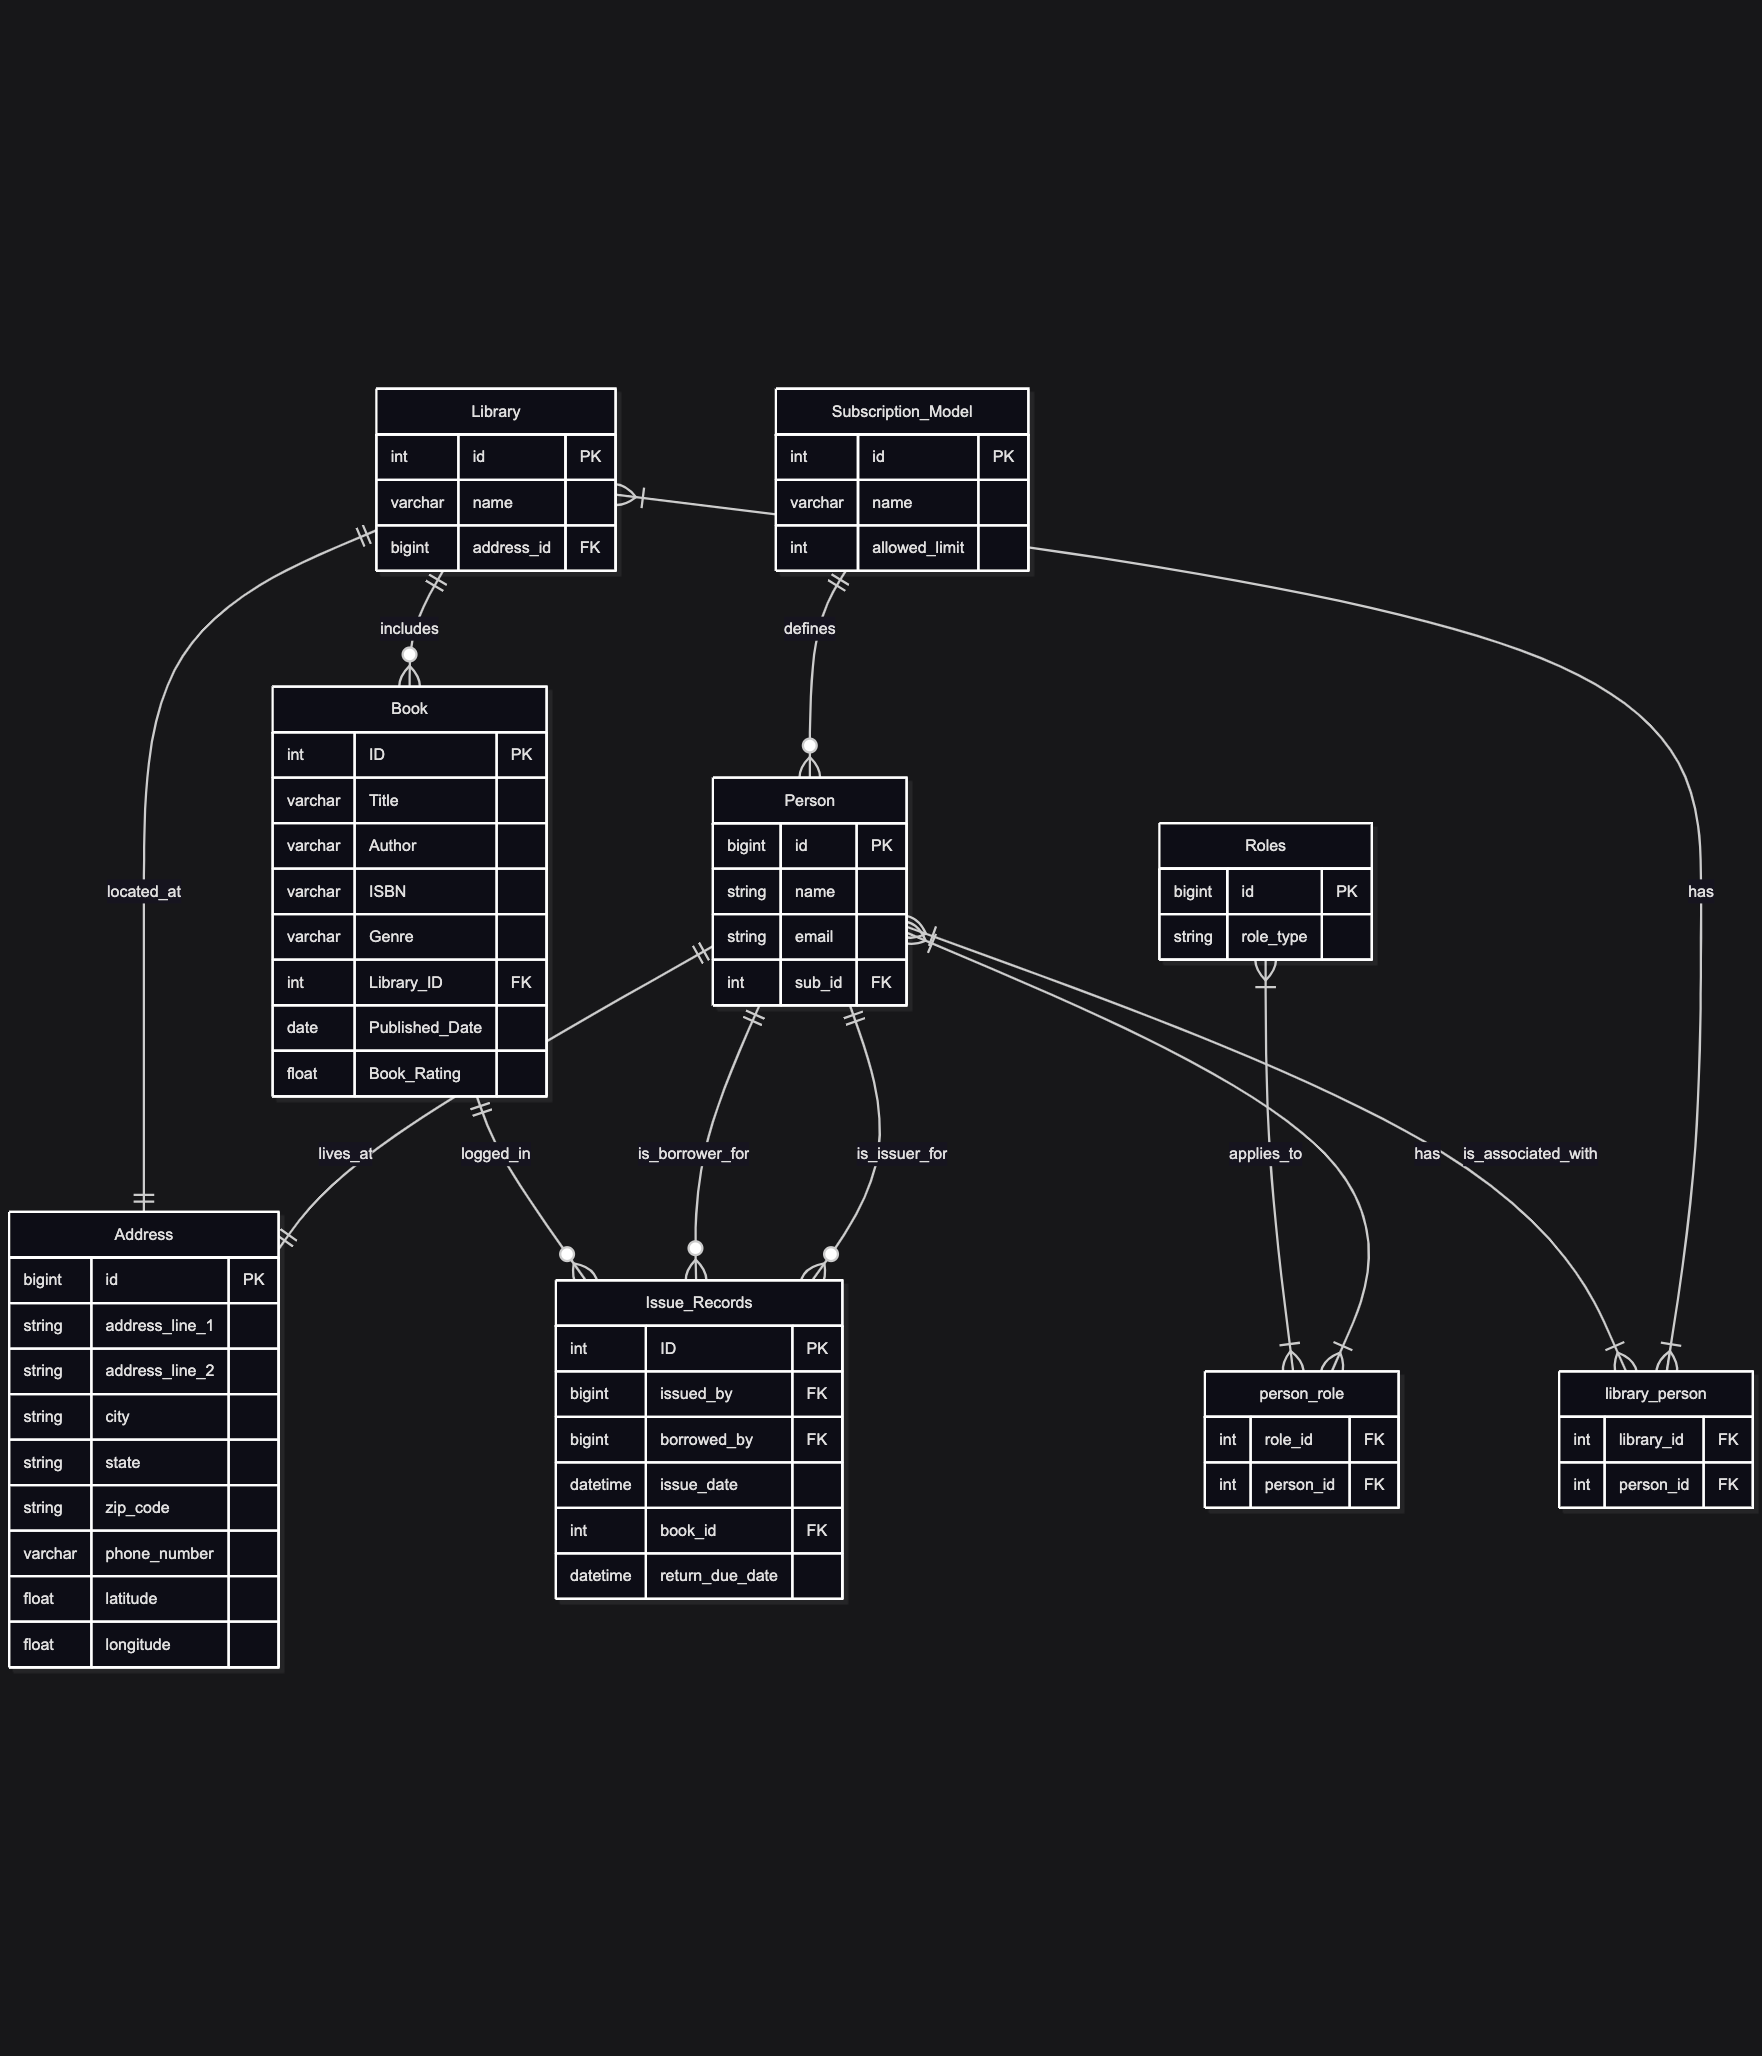 Library
int id PK
varchar name
bigint address_id FK
Subscription_Model
int id PK
varchar name
int allowed_limit
includes
defines
Book
int ID PK
varchar Title
varchar Author
varchar ISBN
varchar Genre
int Library_ID FK
date Published_Date
float Book_Rating
Person
bigint id PK
string name
string email
int sub_id FK
Roles
bigint id PK
string role_type
located_at
has
lives_at
logged_in
is_borrower_for
is_issuer_for
applies_to
has
is_associated_with
Address
bigint id PK
string address_line_1
string address_line_2
string city
string state
string zip_code
varchar phone_number
float latitude
float longitude
Issue_Records
int ID PK
bigint issued_by FK
bigint borrowed_by FK
datetime issue_date
int book_id FK
datetime return_due_date
person_role
int role_id FK
int person_id FK
library_person
int library_id FK
int person_id FK